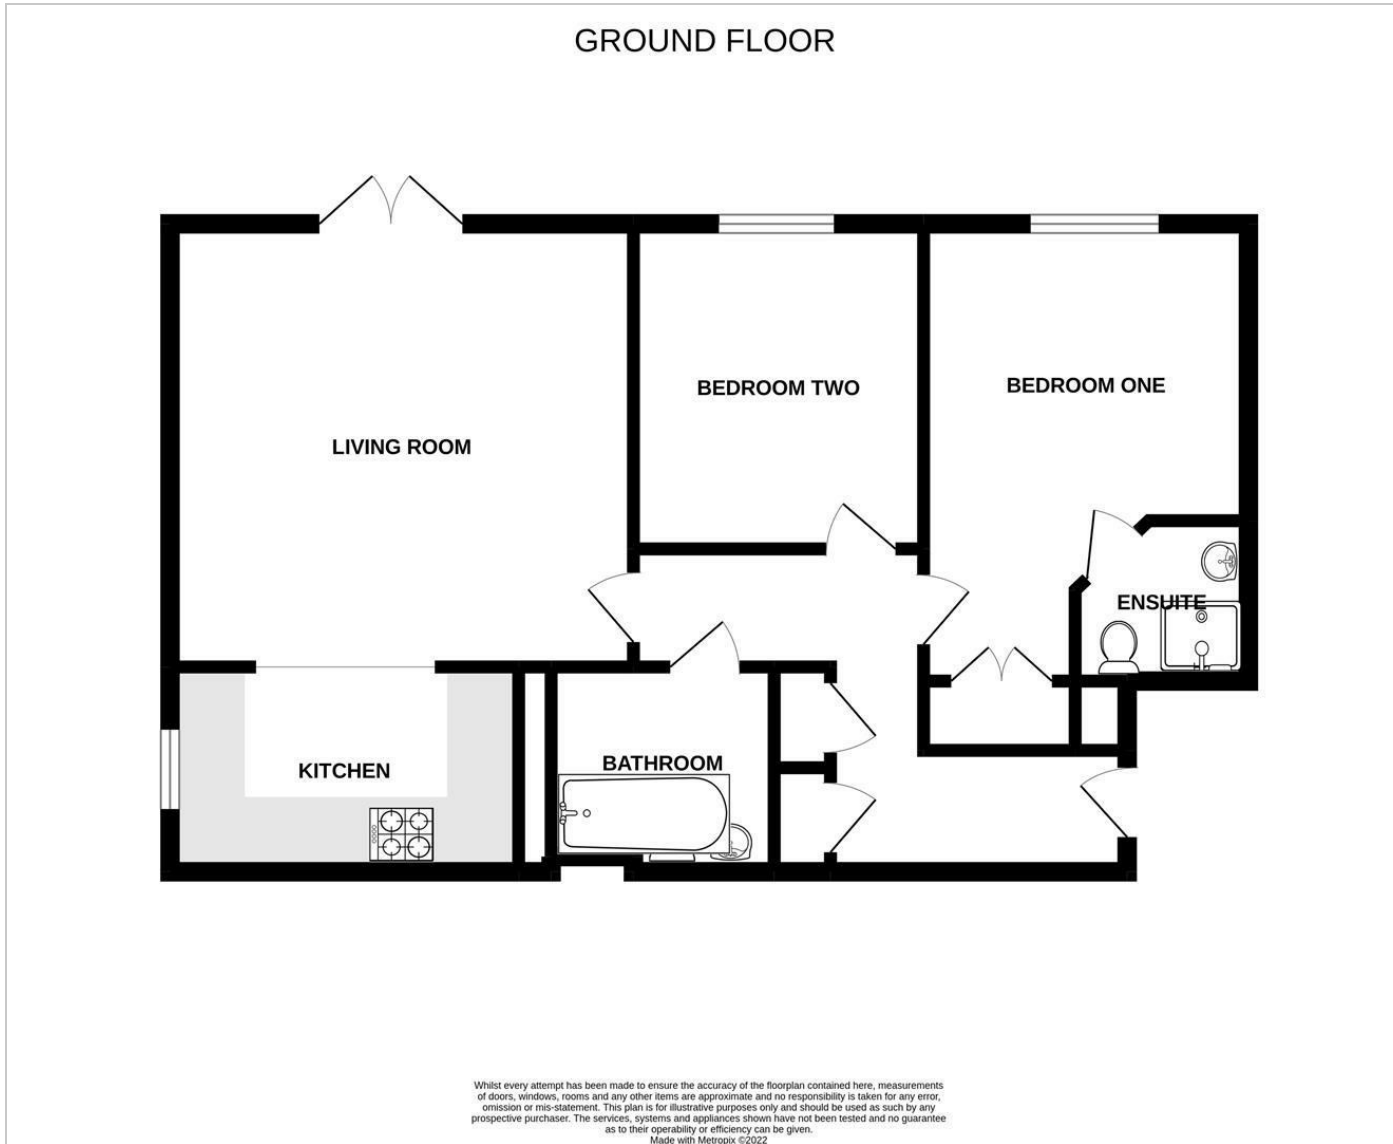 GROUND FLOOR
BEDROOM TWO
BEDROOM ONE
LIVING ROOM
ENSUITE
BATHROOM
KITCHEN
Whilst every attempt has been made to ensure the accuracy of the floorplan contained here, measurements
of doors, windows, rooms and any other items are approximate and no responsibility is taken for any error,
omission or mis-statement. This plan is for illustrative purposes only and should be used as such by any
prospective purchaser. The services, systems and appliances shown have not been tested and no guarantee
as to their operability or efficiency can be given.
Made with Metropix ©2022